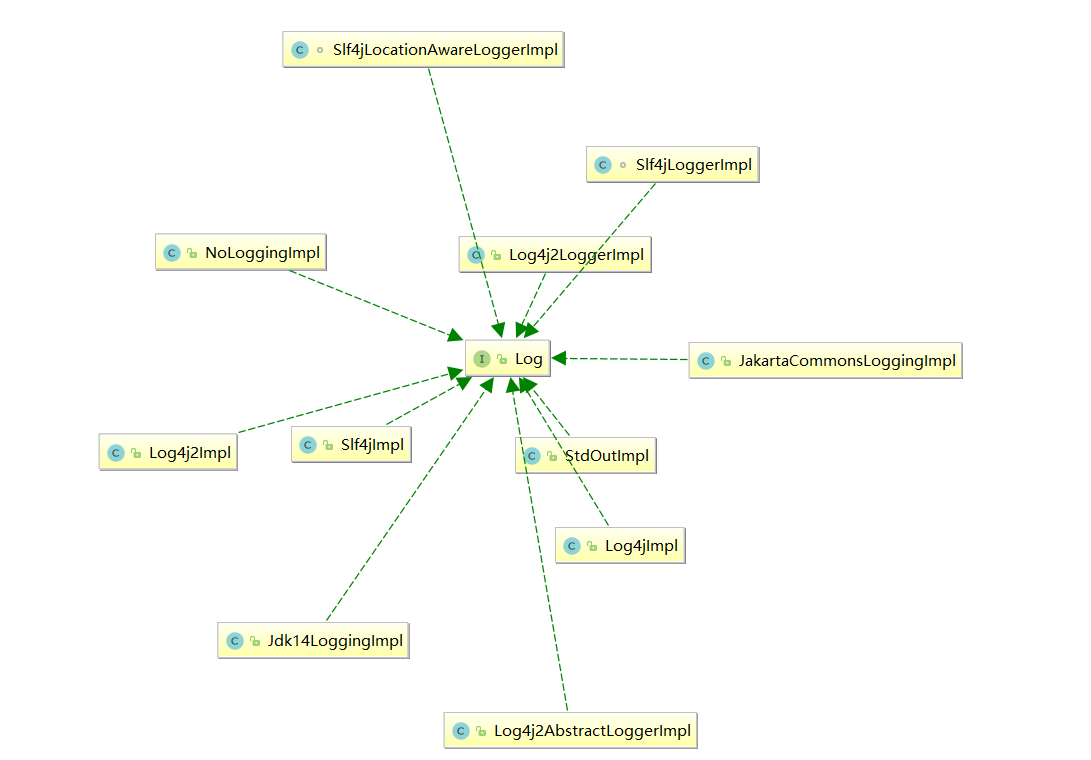 C Slf4jLocationAwareLoggerImpl
C Slf4jLoggerImpl
C NoLoggingImpl
C Log4j2LoggerImpl
I Log
C JakartaCommonsLoggingImpl
C Log4j2Impl
C Slf4jImpl
C StdOutImpl
C Log4jImpl
C Jdk14LoggingImpl
C Log4j2AbstractLoggerImpl